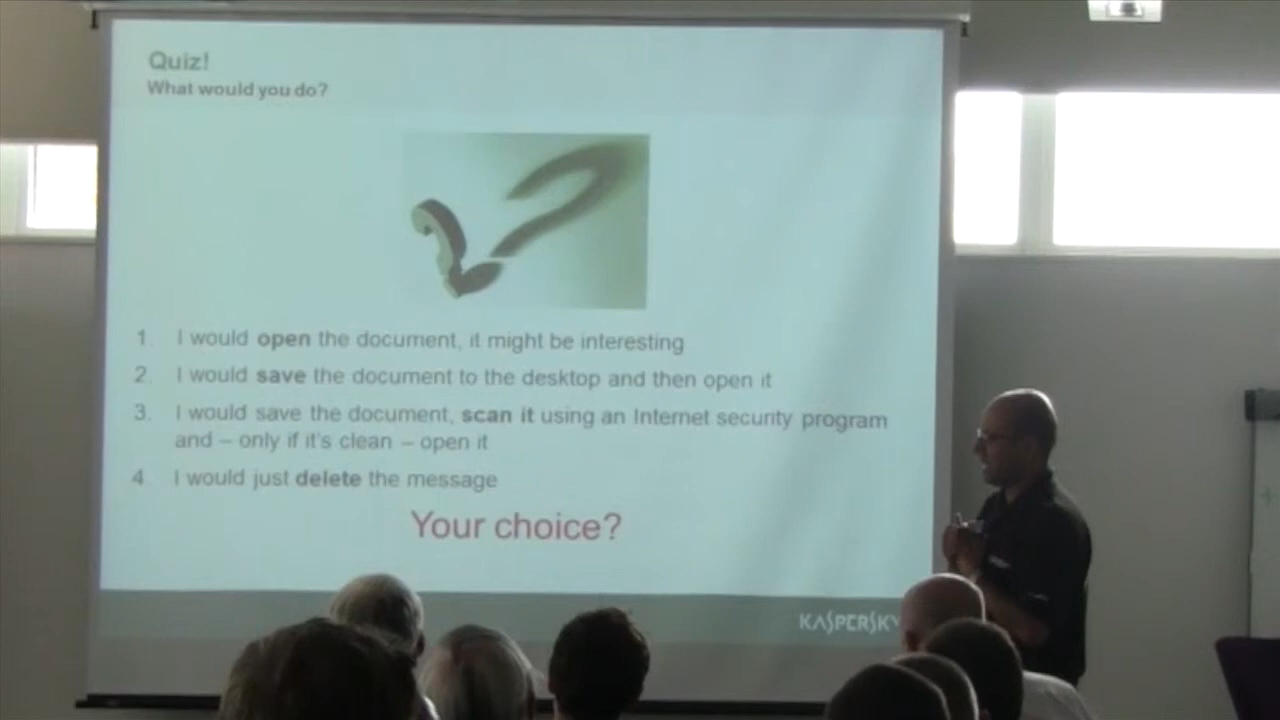 Quiz!
What would you do?
1. I would open the document, it might be interesting
2. I would save the document to the desktop and then open it
3. I would save the document, scan it using an Internet security program
and – only if it's clean – open it
4. I would just delete the message
Your choice?
KASPERSKY